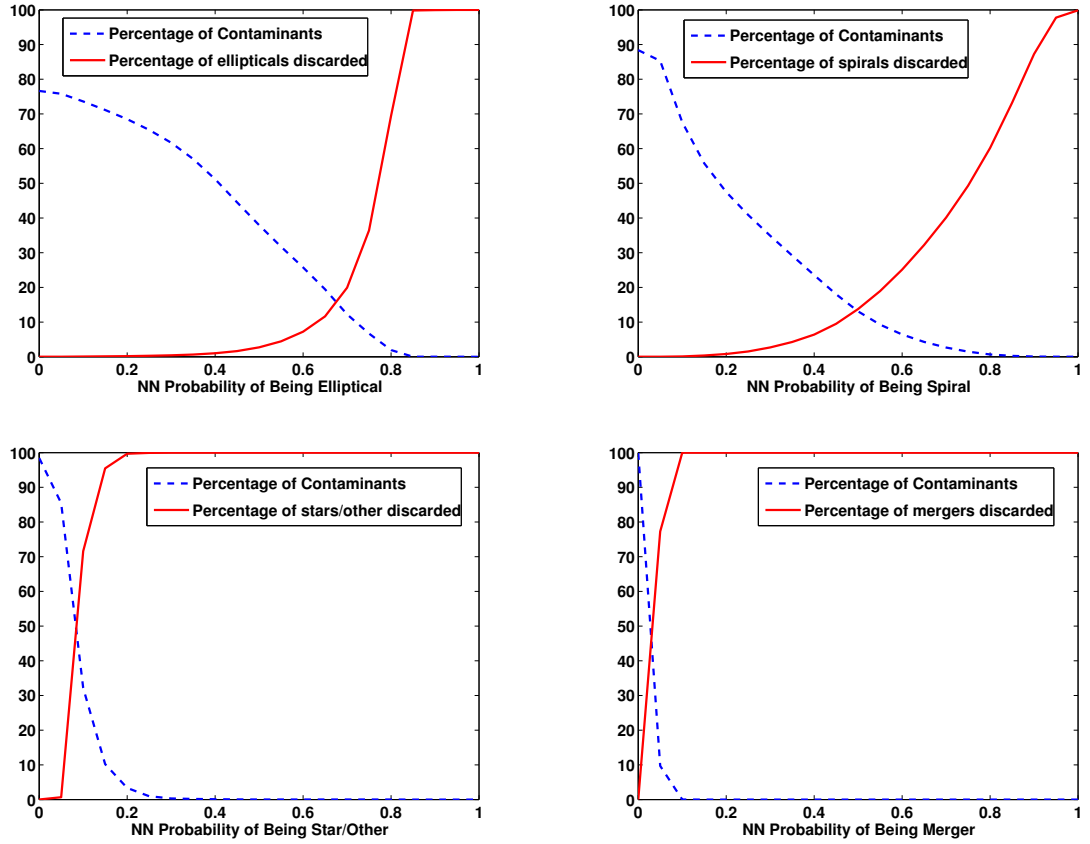 Percentage of Contaminants
Percentage of ellipticals discarded
100
90
80
70
60
50
40
30
20
10
0
0 0.2 0.4 0.6 0.8 1
NN Probability of Being Elliptical
Percentage of Contaminants
Percentage of spirals discarded
100
90
80
70
60
50
40
30
20
10
0
0 0.2 0.4 0.6 0.8 1
NN Probability of Being Spiral
Percentage of Contaminants
Percentage of stars/other discarded
100
90
80
70
60
50
40
30
20
10
0
0 0.2 0.4 0.6 0.8 1
NN Probability of Being Star/Other
Percentage of Contaminants
Percentage of mergers discarded
100
90
80
70
60
50
40
30
20
10
0
0 0.2 0.4 0.6 0.8 1
NN Probability of Being Merger